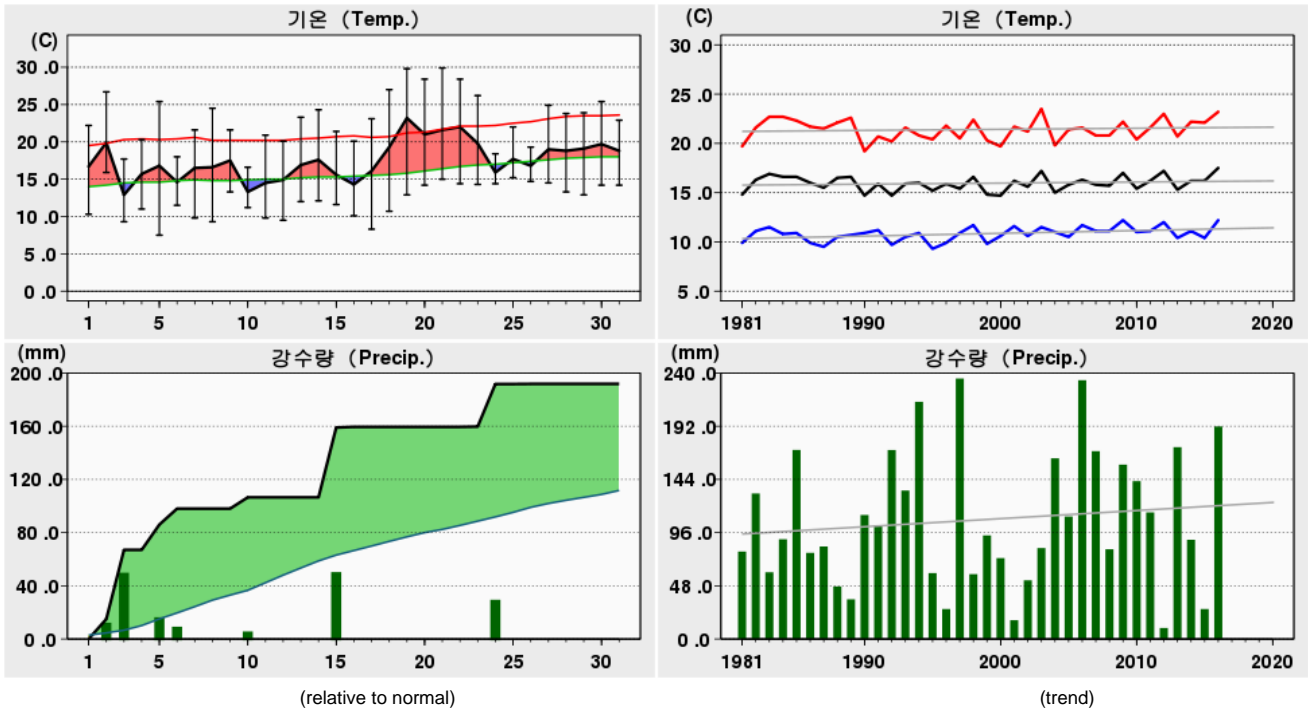 기온 (Temp.)
(C)
30 .0
25 .0
20 .0
15 .0
10 .0
5 .0
0 .0
1 5 10 15 20 25 30
기온 (Temp.)
(C)
30 .0
25 .0
20 .0
15 .0
10 .0
5 .0
1981 1990 2000 2010 2020
강수량 (Precip.)
(mm)
200 .0
160 .0
120 .0
80 .0
40 .0
0 .0
1 5 10 15 20 25 30
(relative to normal)
강수량 (Precip.)
(mm)
240 .0
192 .0
144 .0
96 .0
48 .0
0 .0
1981 1990 2000 2010 2020
(trend)